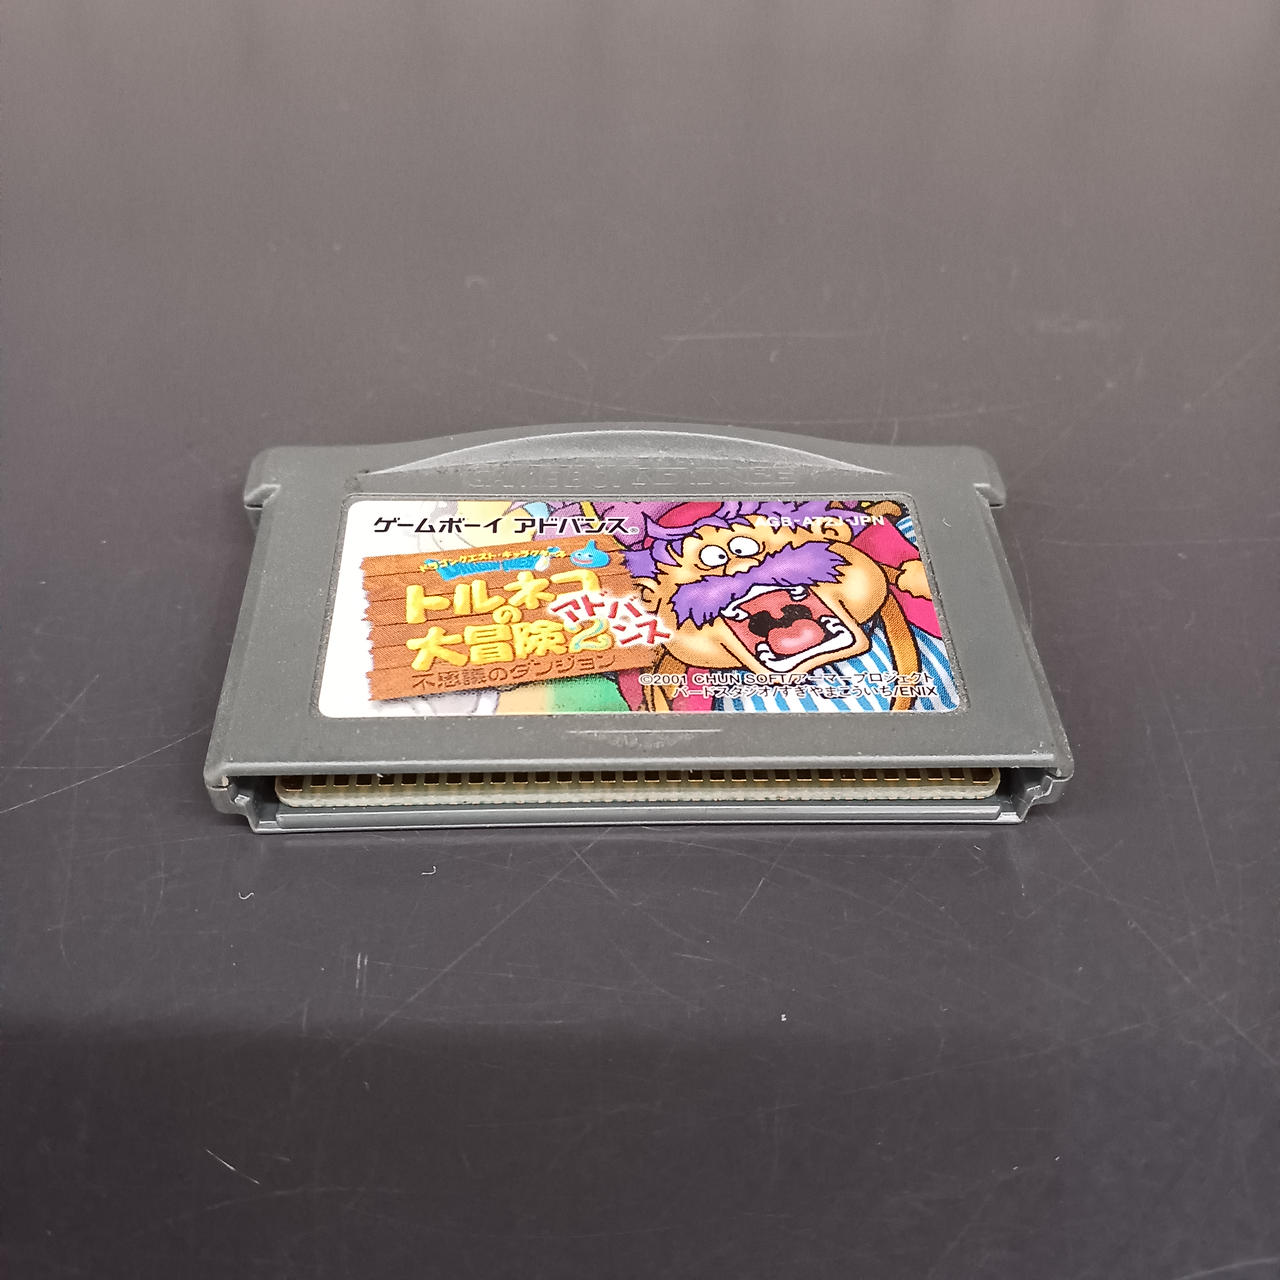 GAME BOY ADVANCE
ゲームボーイ アドバンス®
AGB-A72J-JPN
ドラゴンクエスト・キャラクターズ
DRAGON QUEST
トルネコの
大冒険2
アドバンス
不思議のダンジョン
©2001 CHUN SOFT/アーマープロジェクト
バードスタジオ/すぎやまこういち/ENIX